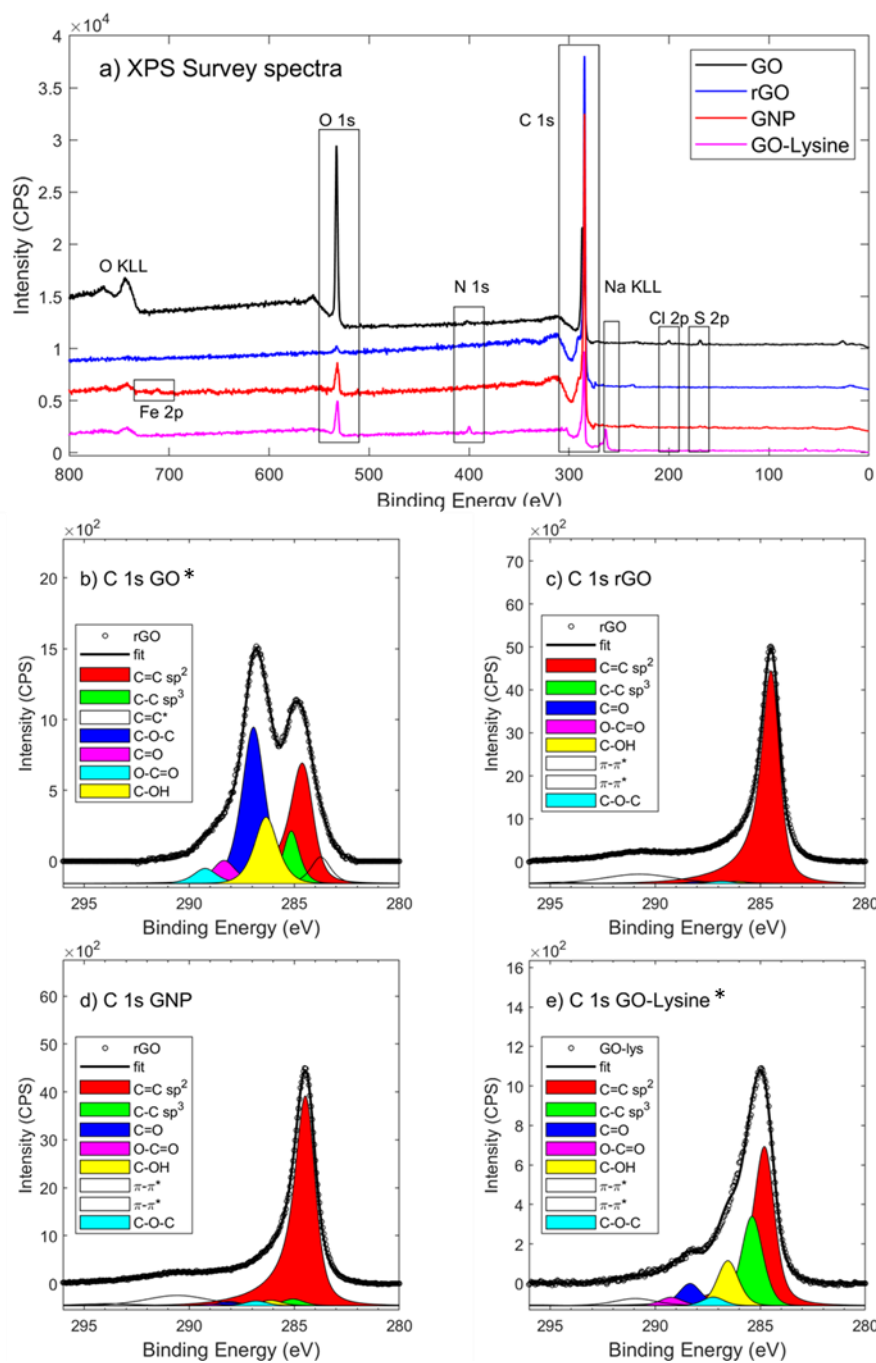 ×10⁴
4
a) XPS Survey spectra
GO
rGO
GNP
GO-Lysine
3.5
3
2.5
2
1.5
1
0.5
0
Intensity (CPS)
O 1s
C 1s
O KLL
N 1s
Na KLL
Cl 2p
S 2p
Fe 2p
800 700 600 500 400 300 200 100 0
Binding Energy (eV)
×10²
b) C 1s GO*
20
15
10
5
0
Intensity (CPS)
rGO
fit
C=C sp²
C-C sp³
C=C*
C-O-C
C=O
O-C=O
C-OH
295 290 285 280
Binding Energy (eV)
×10²
c) C 1s rGO
70
60
50
40
30
20
10
0
Intensity (CPS)
rGO
fit
C=C sp²
C-C sp³
C=O
O-C=O
C-OH
π-π*
π-π*
C-O-C
295 290 285 280
Binding Energy (eV)
×10²
d) C 1s GNP
60
50
40
30
20
10
0
Intensity (CPS)
rGO
fit
C=C sp²
C-C sp³
C=O
O-C=O
C-OH
π-π*
π-π*
C-O-C
295 290 285 280
Binding Energy (eV)
×10²
e) C 1s GO-Lysine*
16
14
12
10
8
6
4
2
0
Intensity (CPS)
GO-lys
fit
C=C sp²
C-C sp³
C=O
O-C=O
C-OH
π-π*
π-π*
C-O-C
295 290 285 280
Binding Energy (eV)